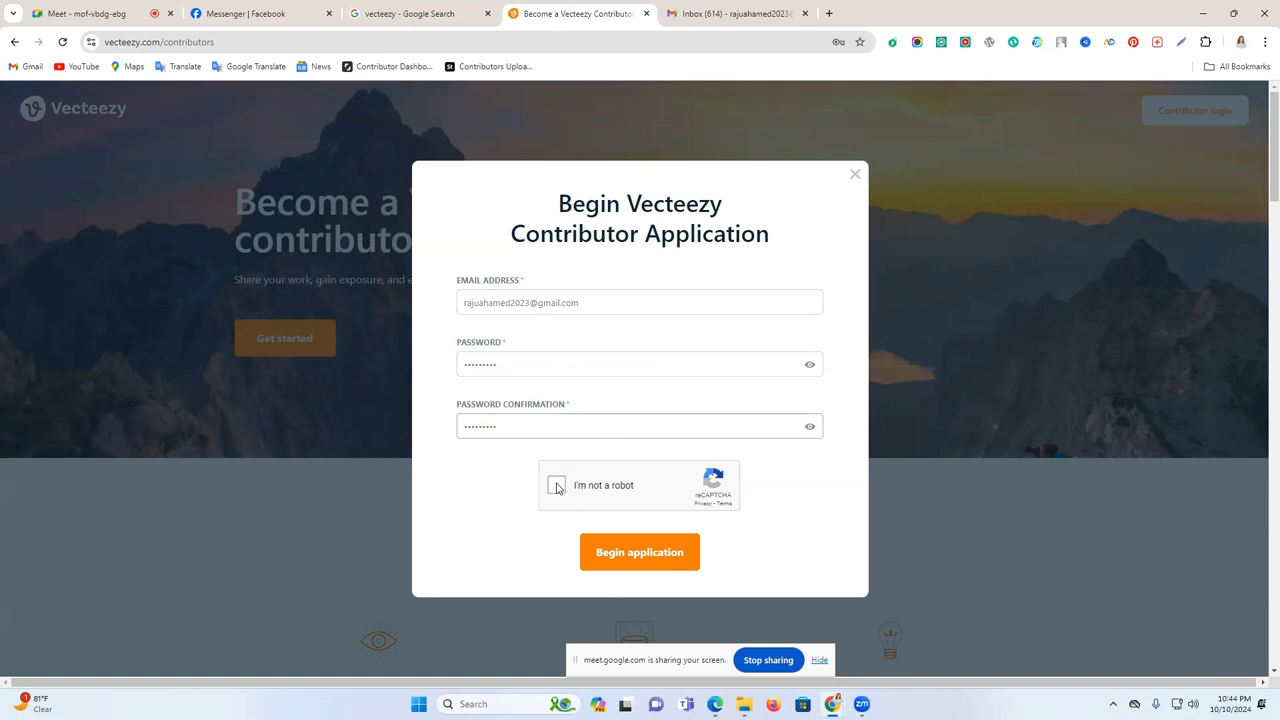 Meet - mof-vbdg-ebg
Messenger | Facebook
vecteezy - Google Search
Become a Vecteezy Contributo
Inbox (614) - rajuahamed2023@
vecteezy.com/contributors
Gmail
YouTube
Maps
Translate
Google Translate
News
Contributor Dashbo...
Contributors Uploa...
All Bookmarks
Vecteezy
Contributor login
Become a
contributo
Share your work, gain exposure, and e
Get started
Begin Vecteezy
Contributor Application
EMAIL ADDRESS*
rajuahamed2023@gmail.com
PASSWORD*
PASSWORD CONFIRMATION*
I'm not a robot
reCAPTCHA
Privacy - Terms
Begin application
meet.google.com is sharing your screen.
Stop sharing
Hide
81°F
Clear
Search
10:44 PM
10/10/2024